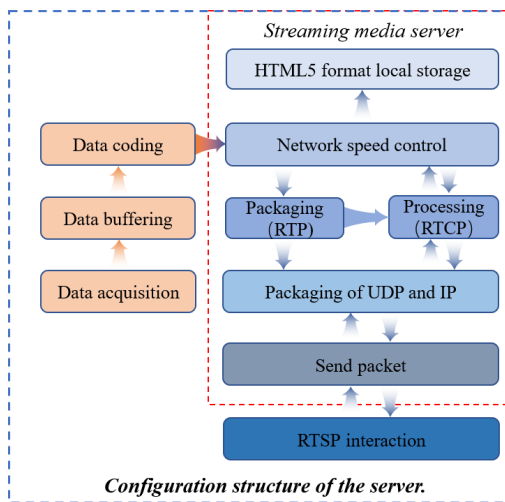 Streaming media server
HTML5 format local storage
Data coding
Network speed control
Data buffering
Packaging
(RTP)
Processing
(RTCP)
Data acquisition
Packaging of UDP and IP
Send packet
RTSP interaction
Configuration structure of the server.